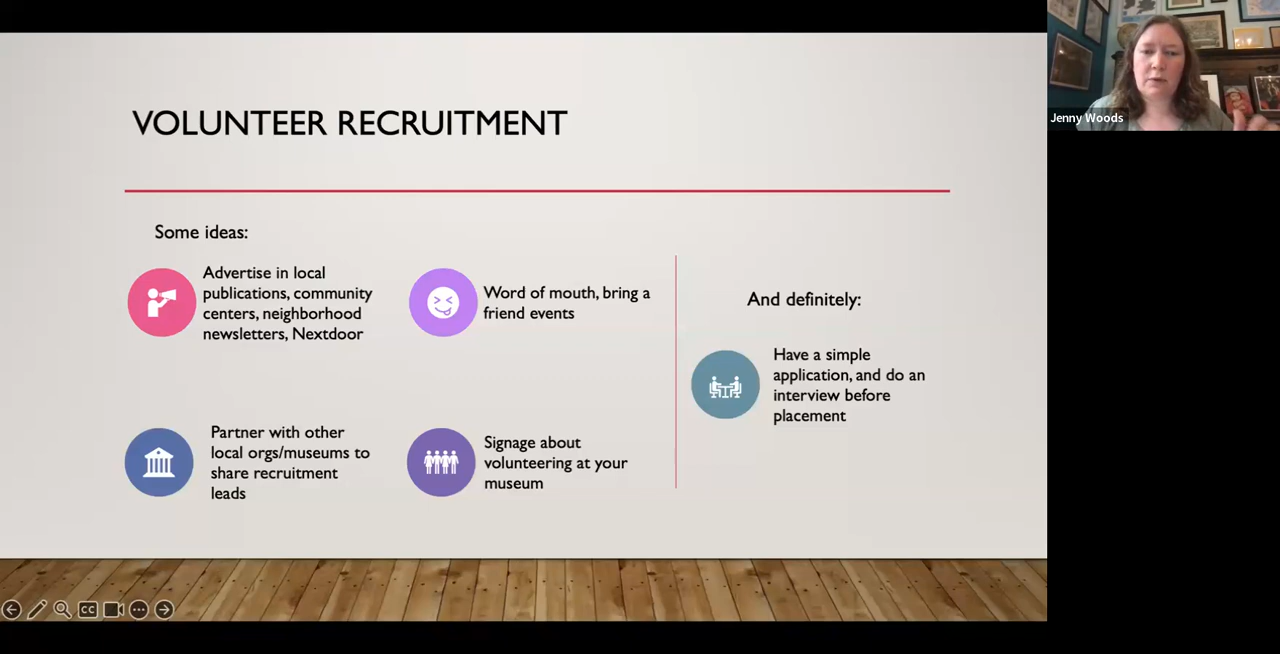 VOLUNTEER RECRUITMENT
Some ideas:
Advertise in local
publications, community
centers, neighborhood
newsletters, Nextdoor
Word of mouth, bring a
friend events
Partner with other
local orgs/museums to
share recruitment
leads
Signage about
volunteering at your
museum
And definitely:
Have a simple
application, and do an
interview before
placement
Jenny Woods
CC